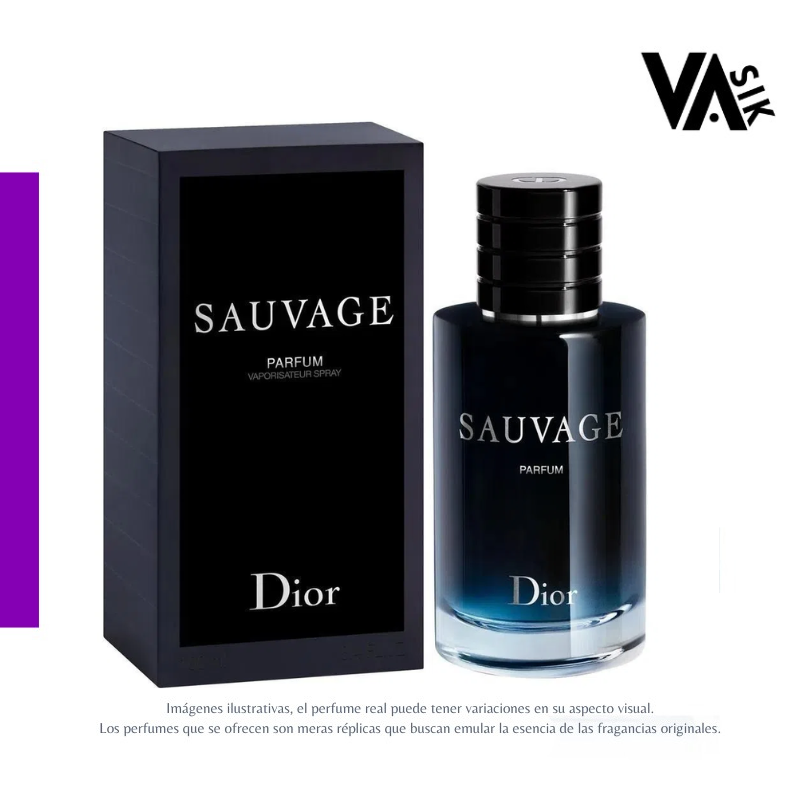 VA
SIK
SAUVAGE
PARFUM
VAPORISATEUR SPRAY
Dior
SAUVAGE
PARFUM
Dior
Imágenes ilustrativas, el perfume real puede tener variaciones en su aspecto visual.
Los perfumes que se ofrecen son meras réplicas que buscan emular la esencia de las fragancias originales.